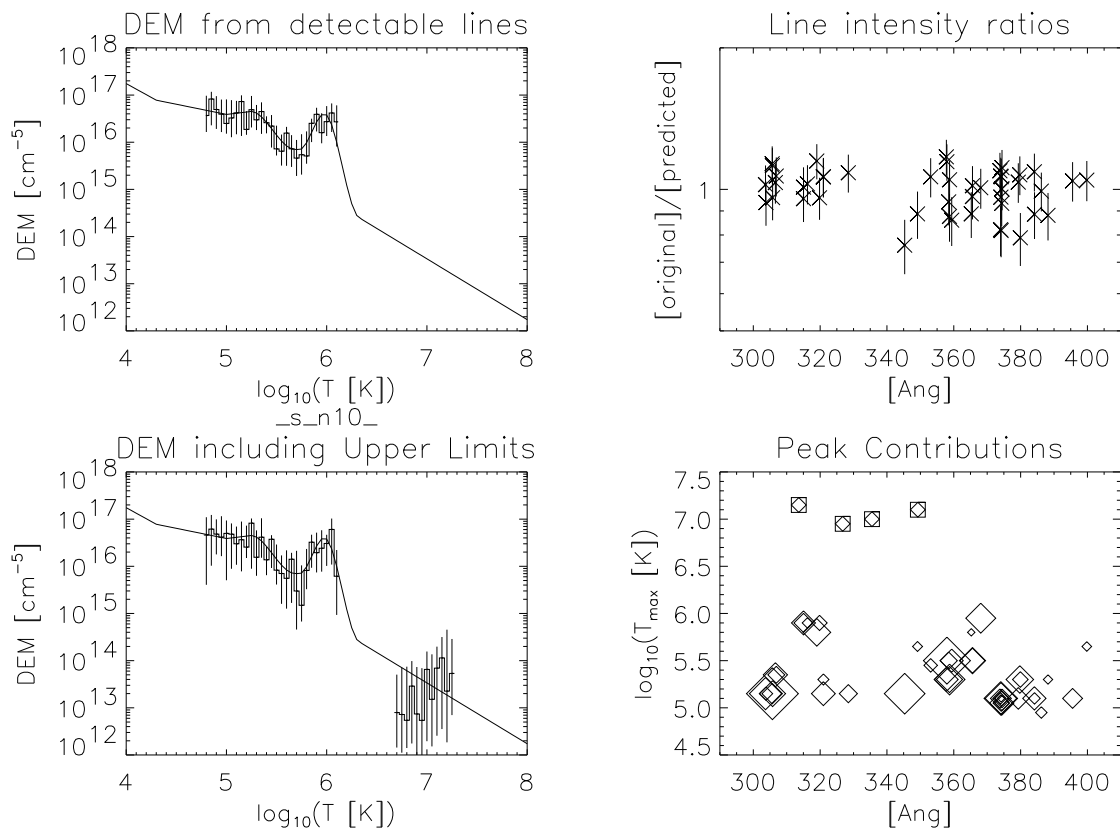 DEM from detectable lines
10^18
10^17
10^16
10^15
10^14
10^13
10^12
DEM [cm^-5]
4 5 6 7 8
log_10(T [K])
Line intensity ratios
1
[original]/[predicted]
300 320 340 360 380 400
[Ang]
_s_n10_
DEM including Upper Limits
10^18
10^17
10^16
10^15
10^14
10^13
10^12
DEM [cm^-5]
4 5 6 7 8
log_10(T [K])
Peak Contributions
7.5
7.0
6.5
6.0
5.5
5.0
4.5
log_10(T_max [K])
300 320 340 360 380 400
[Ang]